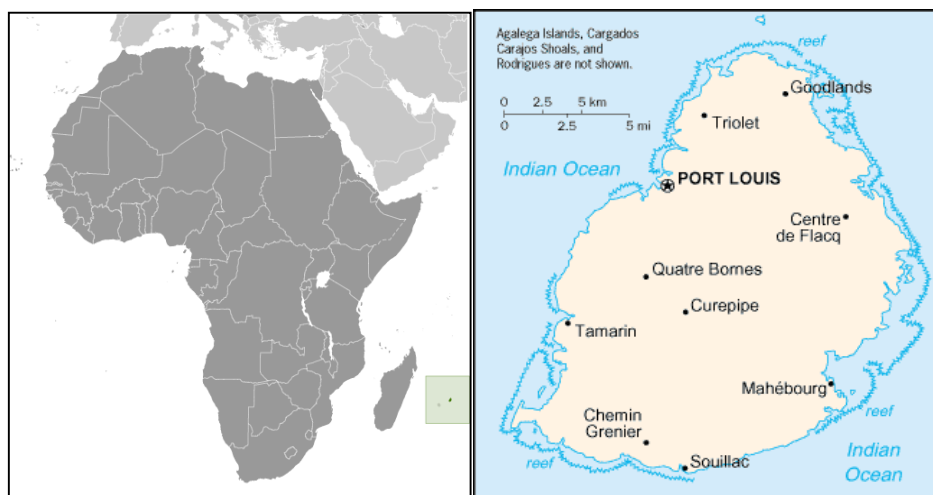 Agalega Islands, Cargados
Carajos Shoals, and
Rodrigues are not shown.
reef
Goodlands
0 2.5 5 km
0 2.5 5 mi
Triolet
Indian Ocean
PORT LOUIS
Centre
de Flacq
Quatre Bornes
Curepipe
Tamarin
Mahébourg
Chemin
Grenier
reef
Indian
Ocean
reef
Souillac